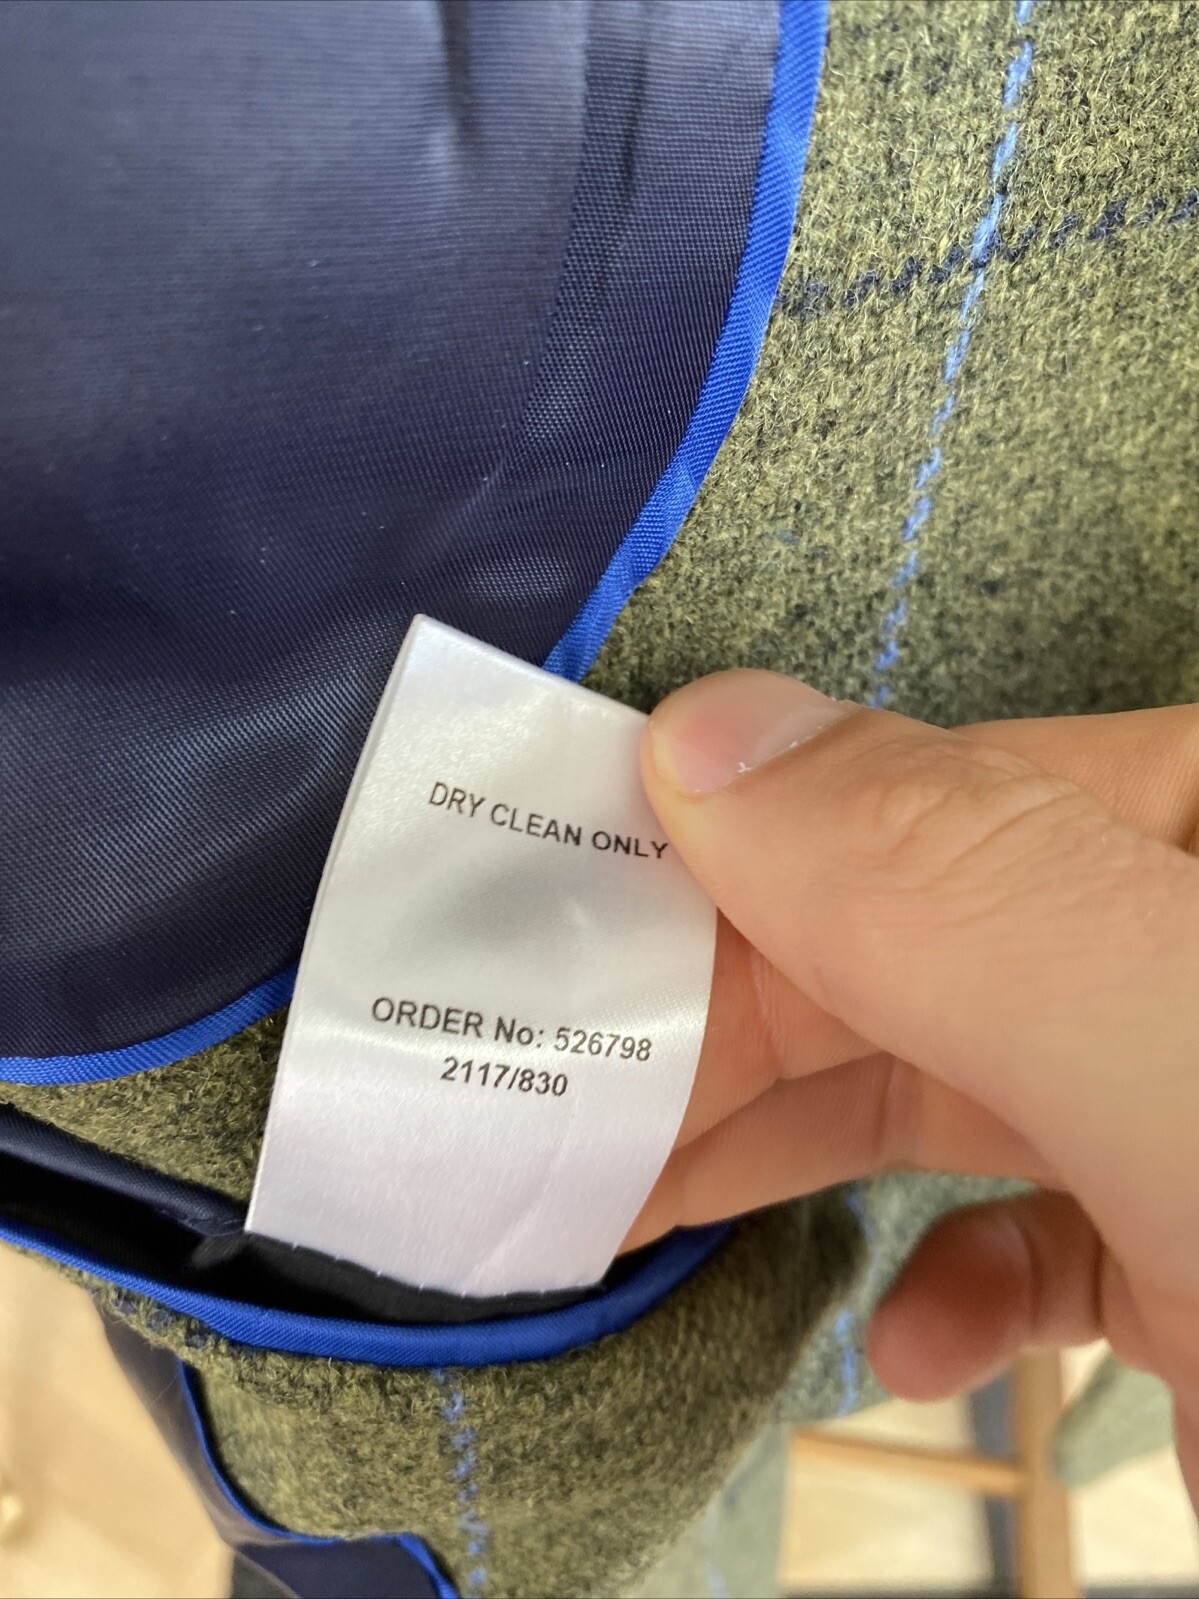 DRY CLEAN ONLY
ORDER No: 526798
2117/830